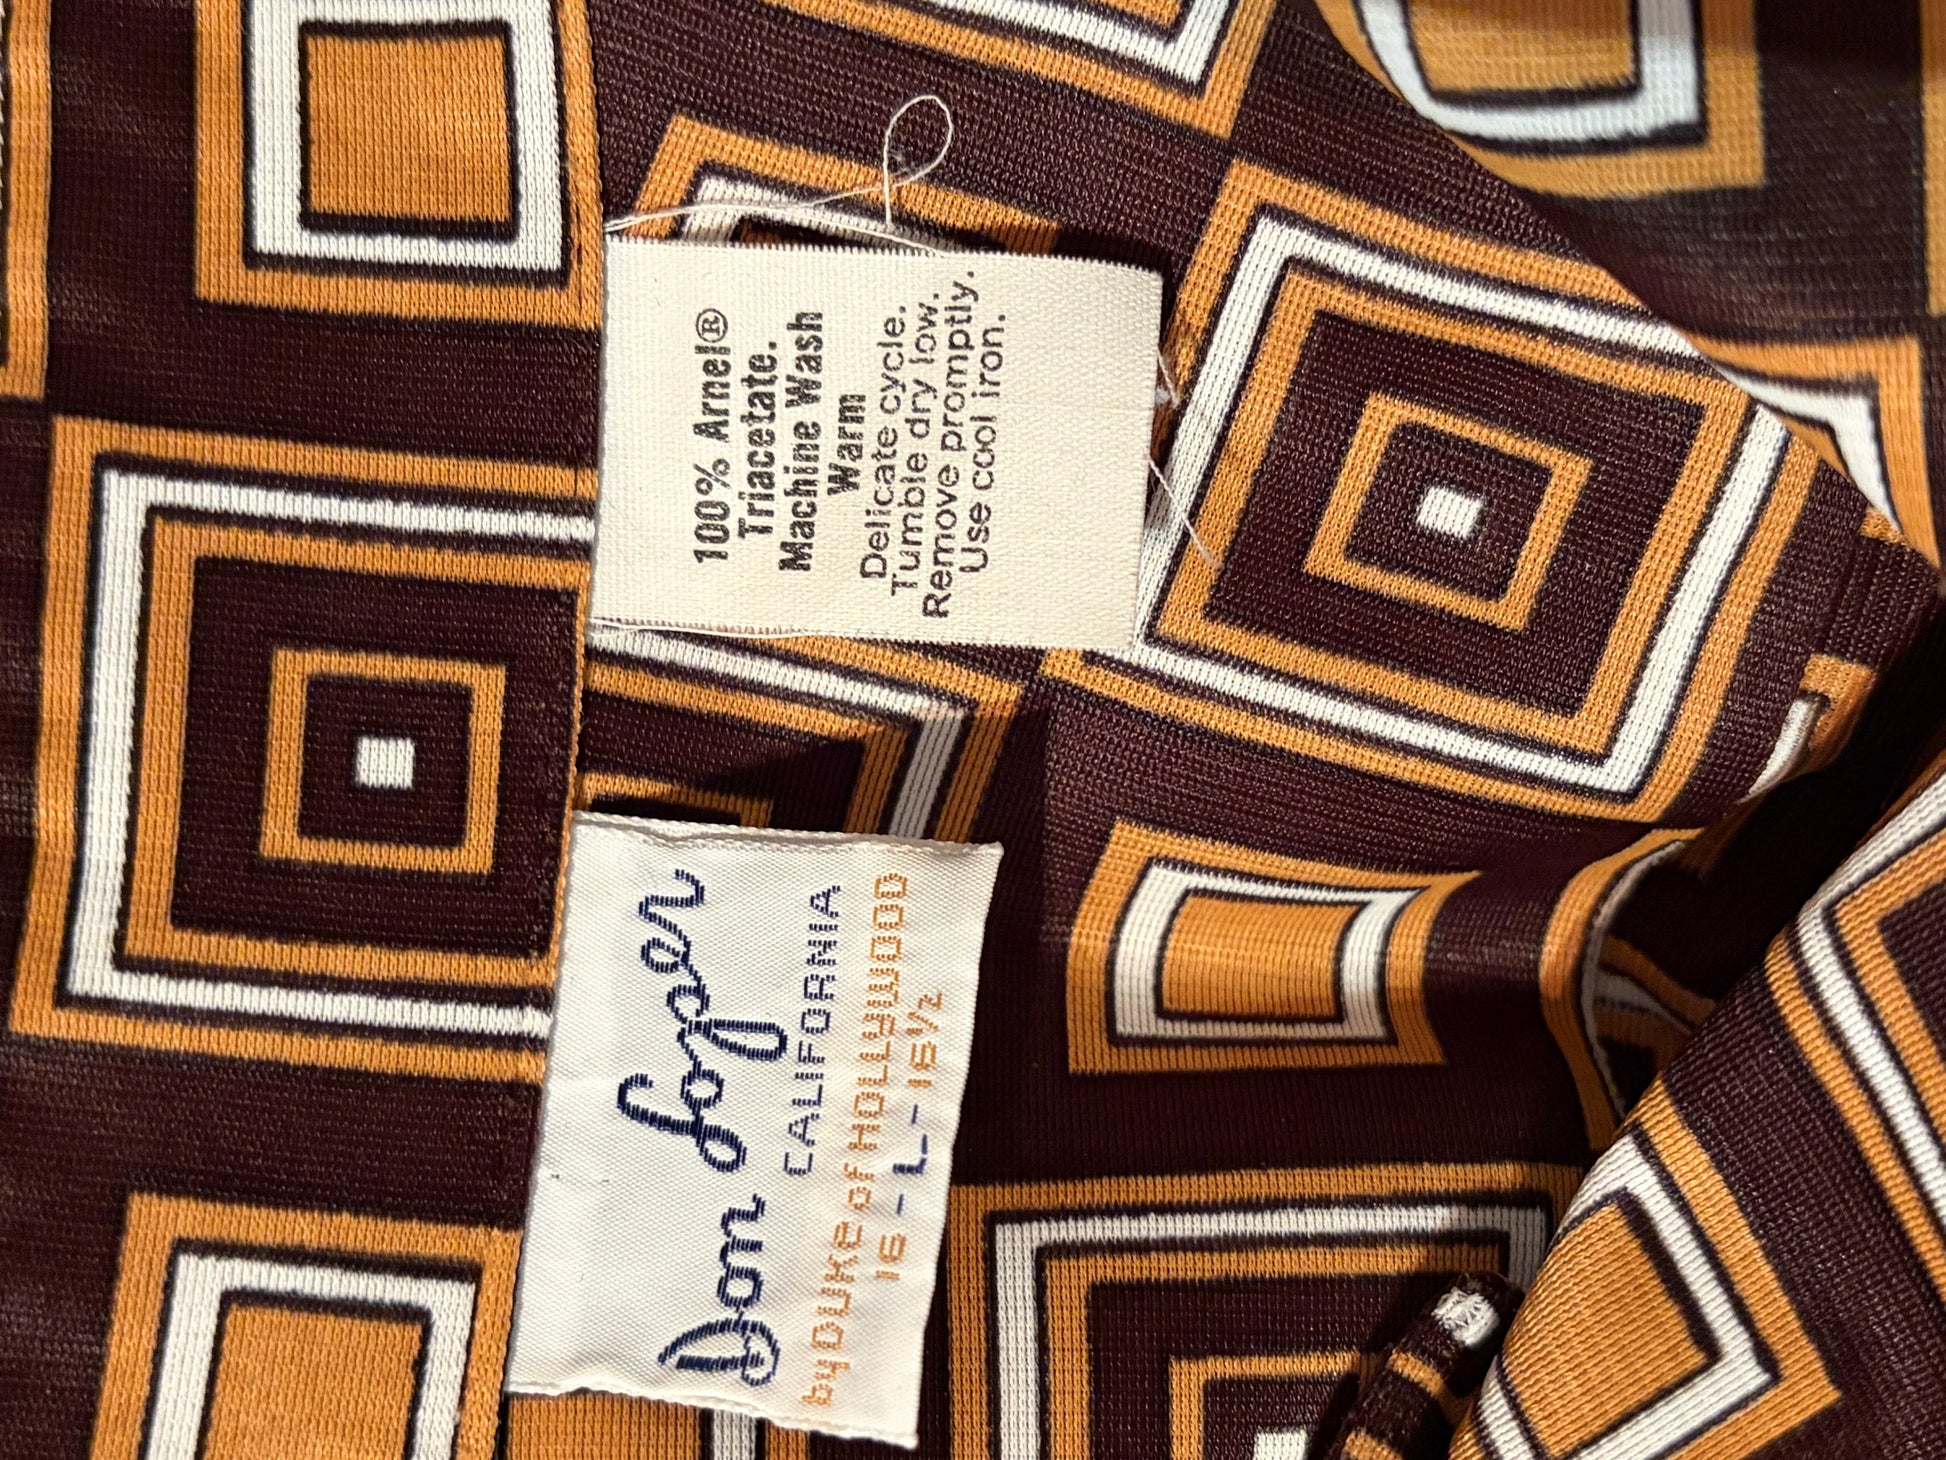 100% Arnel®
Triacetate.
Machine Wash
Warm
Delicate cycle.
Tumble dry low.
Remove promptly.
Use cool iron.
Don Loper
CALIFORNIA
by DUKE of HOLLYWOOD
16 - L - 16½